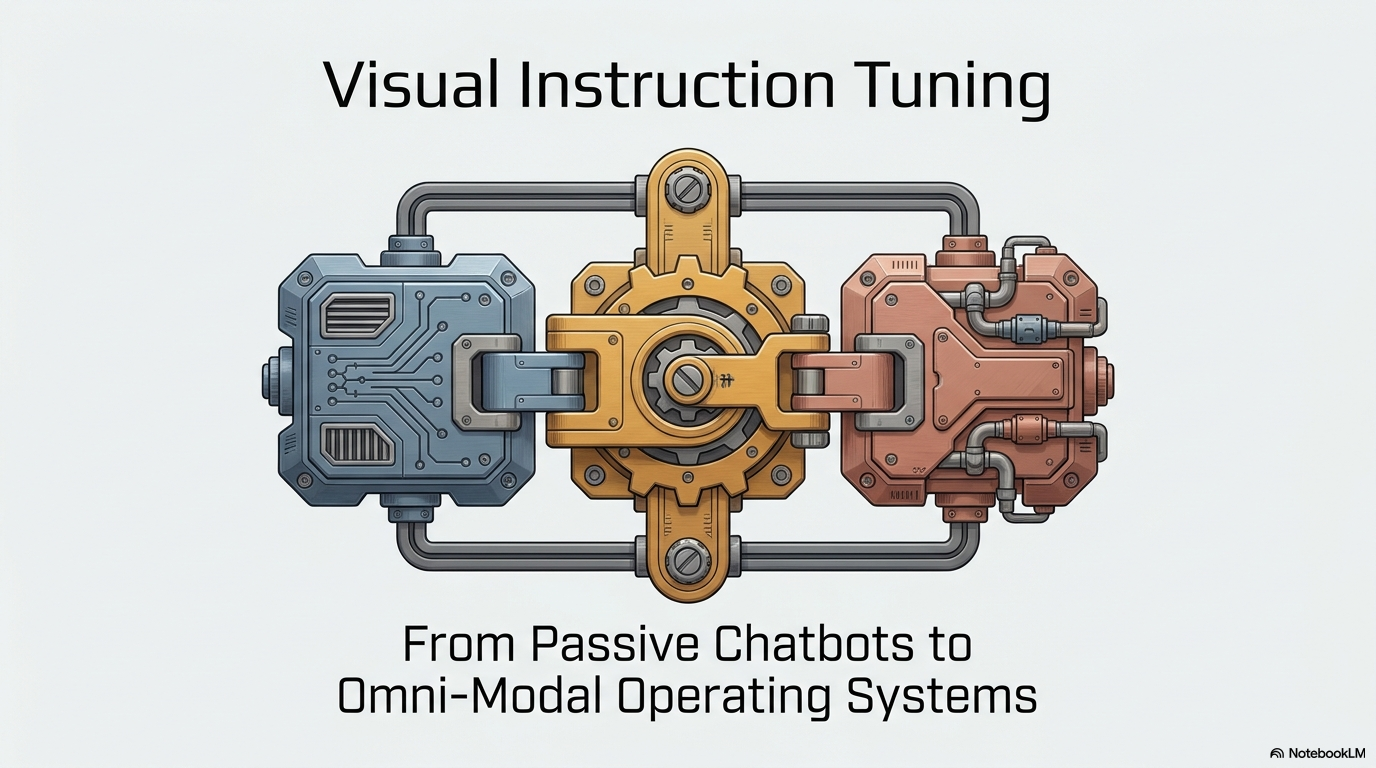 Visual Instruction Tuning
From Passive Chatbots to
Omni-Modal Operating Systems
NotebookLM